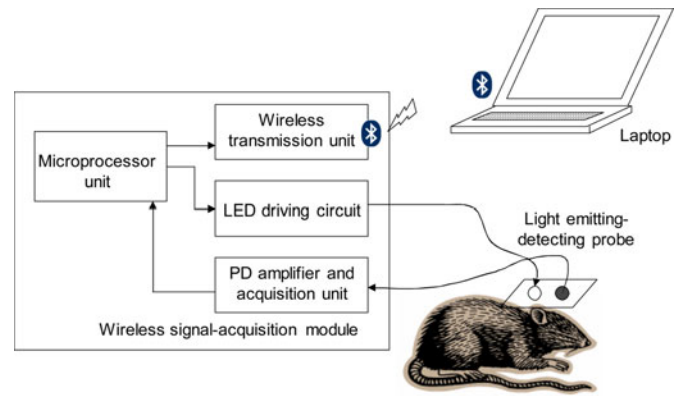 Wireless
transmission unit
Laptop
Microprocessor
unit
LED driving circuit
Light emitting-
detecting probe
PD amplifier and
acquisition unit
Wireless signal-acquisition module